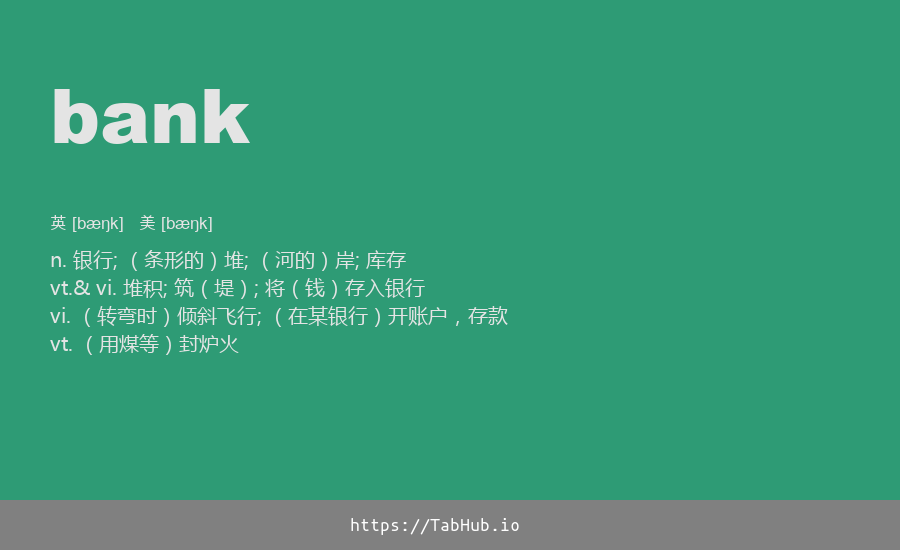 bank
英 [bæŋk] 美 [bæŋk]
n. 银行; （条形的）堆; （河的）岸; 库存
vt.& vi. 堆积; 筑（堤）; 将（钱）存入银行
vi. （转弯时）倾斜飞行; （在某银行）开账户，存款
vt. （用煤等）封炉火
https://TabHub.io